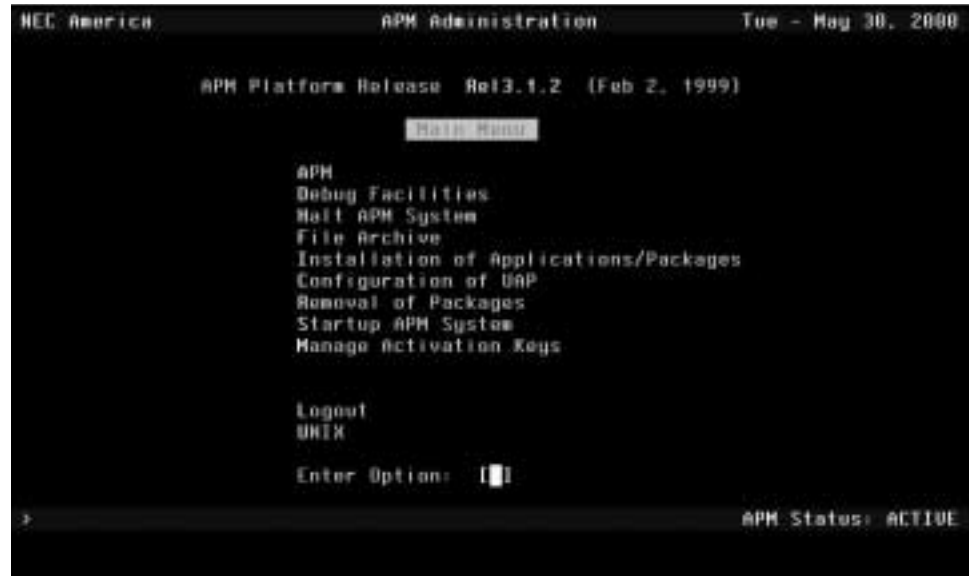 NEC America APM Administration Tue - May 30, 2000
APM Platform Release Rel3.1.2 (Feb 2, 1999)
Main Menu
APM
Debug Facilities
Halt APM System
File Archive
Installation of Applications/Packages
Configuration of UAP
Removal of Packages
Startup APM System
Manage Activation Keys
Logout
UNIX
Enter Option: [ ]
> APM Status: ACTIVE